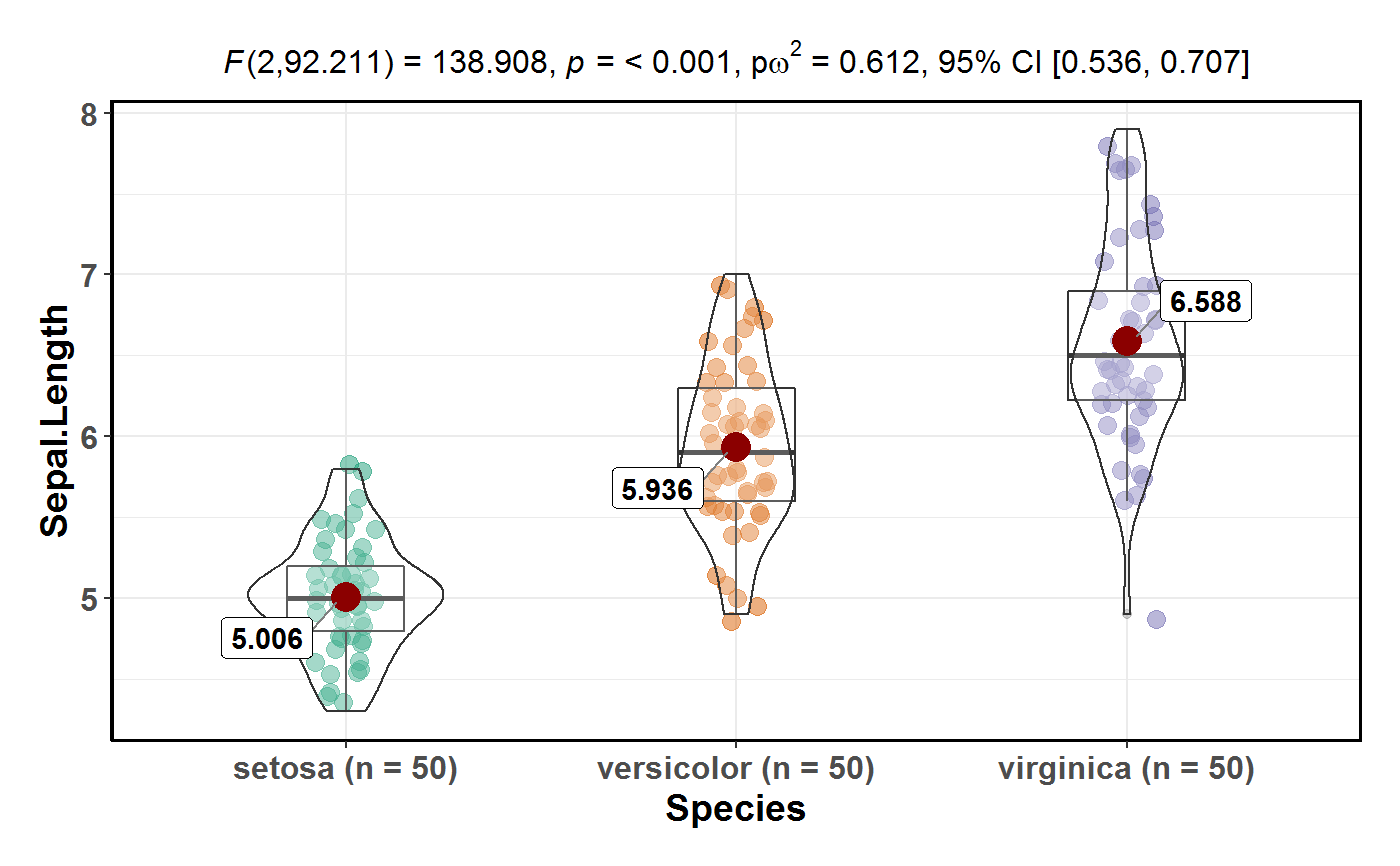 F(2,92.211) = 138.908, p = < 0.001, pω² = 0.612, 95% CI [0.536, 0.707]
8
7
6
5
Sepal.Length
6.588
5.936
5.006
setosa (n = 50) versicolor (n = 50) virginica (n = 50)
Species